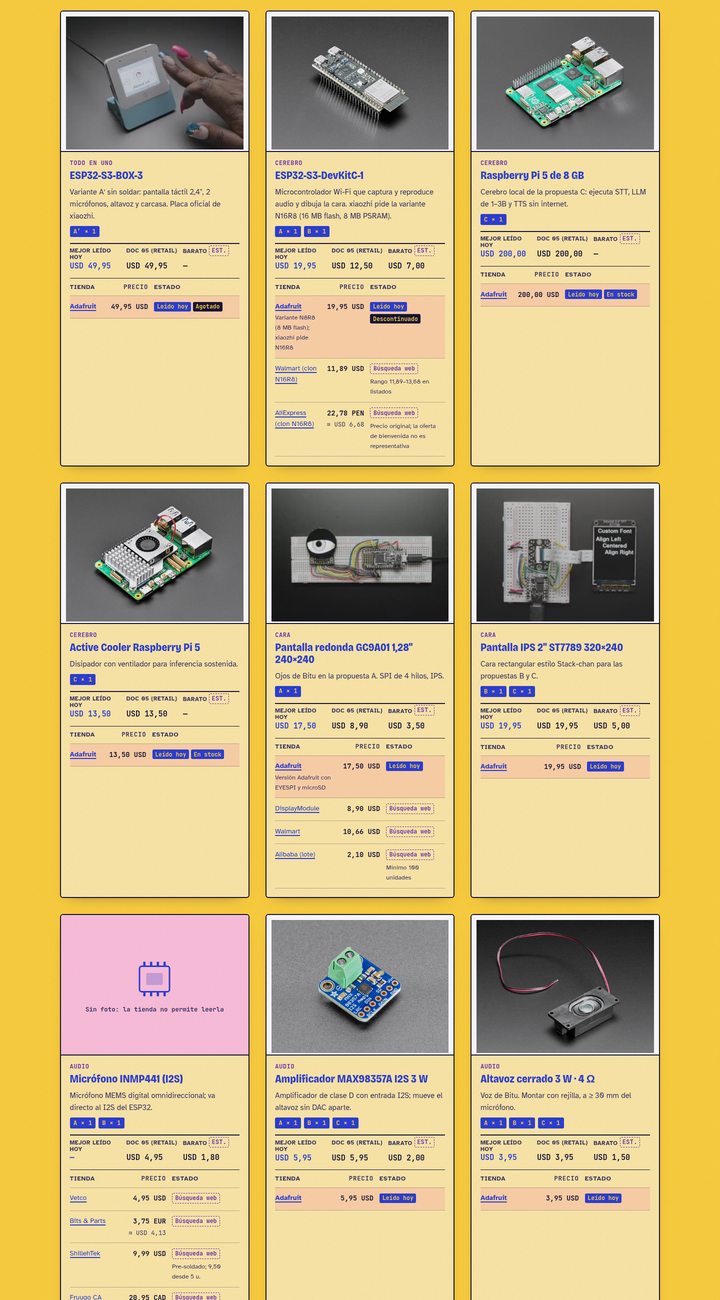 TODO EN UNO
ESP32-S3-BOX-3
Variante A' sin soldar: pantalla táctil 2,4", 2
micrófonos, altavoz y carcasa. Placa oficial de
xiaozhi.
A' × 1
MEJOR LEÍDO HOY DOC 05 (RETAIL) BARATO EST.
USD 49,95 USD 49,95 —
TIENDA PRECIO ESTADO
Adafruit 49,95 USD Leído hoy Agotado
CEREBRO
ESP32-S3-DevKitC-1
Microcontrolador Wi-Fi que captura y reproduce
audio y dibuja la cara. xiaozhi pide la variante
N16R8 (16 MB flash, 8 MB PSRAM).
A × 1 B × 1
MEJOR LEÍDO HOY DOC 05 (RETAIL) BARATO EST.
USD 19,95 USD 12,50 USD 7,00
TIENDA PRECIO ESTADO
Adafruit 19,95 USD Leído hoy
Descontinuado
Variante N8R8
(8 MB flash);
xiaozhi pide
N16R8
Walmart (clon
N16R8) 11,89 USD Búsqueda web
Rango 11,89–13,68 en
listados
AliExpress
(clon N16R8) 22,78 PEN Búsqueda web
≈ USD 6,68
Precio original; la oferta
de bienvenida no es
representativa
CEREBRO
Raspberry Pi 5 de 8 GB
Cerebro local de la propuesta C: ejecuta STT, LLM
de 1–3B y TTS sin internet.
C × 1
MEJOR LEÍDO HOY DOC 05 (RETAIL) BARATO EST.
USD 200,00 USD 200,00 —
TIENDA PRECIO ESTADO
Adafruit 200,00 USD Leído hoy En stock
CEREBRO
Active Cooler Raspberry Pi 5
Disipador con ventilador para inferencia sostenida.
C × 1
MEJOR LEÍDO HOY DOC 05 (RETAIL) BARATO EST.
USD 13,50 USD 13,50 —
TIENDA PRECIO ESTADO
Adafruit 13,50 USD Leído hoy En stock
CARA
Pantalla redonda GC9A01 1,28"
240×240
Ojos de Bitu en la propuesta A. SPI de 4 hilos, IPS.
A × 1
MEJOR LEÍDO HOY DOC 05 (RETAIL) BARATO EST.
USD 17,50 USD 8,90 USD 3,50
TIENDA PRECIO ESTADO
Adafruit 17,50 USD Leído hoy
Versión Adafruit con
EYESPI y microSD
DisplayModule 8,90 USD Búsqueda web
Walmart 10,66 USD Búsqueda web
Alibaba (lote) 2,10 USD Búsqueda web
Mínimo 100
unidades
Custom Font
Align Left
Centered
Align Right
CARA
Pantalla IPS 2" ST7789 320×240
Cara rectangular estilo Stack-chan para las
propuestas B y C.
B × 1 C × 1
MEJOR LEÍDO HOY DOC 05 (RETAIL) BARATO EST.
USD 19,95 USD 19,95 USD 5,00
TIENDA PRECIO ESTADO
Adafruit 19,95 USD Leído hoy
Sin foto: la tienda no permite leerla
AUDIO
Micrófono INMP441 (I2S)
Micrófono MEMS digital omnidireccional; va
directo al I2S del ESP32.
A × 1 B × 1
MEJOR LEÍDO HOY DOC 05 (RETAIL) BARATO EST.
— USD 4,95 USD 1,80
TIENDA PRECIO ESTADO
Vetco 4,95 USD Búsqueda web
Bits & Parts 3,75 EUR Búsqueda web
≈ USD 4,13
ShillehTek 9,99 USD Búsqueda web
Pre-soldado; 9,50
desde 5 u.
Fruugo CA 20,95 CAD Búsqueda web
AUDIO
Amplificador MAX98357A I2S 3 W
Amplificador de clase D con entrada I2S; mueve el
altavoz sin DAC aparte.
A × 1 B × 1 C × 1
MEJOR LEÍDO HOY DOC 05 (RETAIL) BARATO EST.
USD 5,95 USD 5,95 USD 2,00
TIENDA PRECIO ESTADO
Adafruit 5,95 USD Leído hoy
AUDIO
Altavoz cerrado 3 W · 4 Ω
Voz de Bitu. Montar con rejilla, a ≥ 30 mm del
micrófono.
A × 1 B × 1 C × 1
MEJOR LEÍDO HOY DOC 05 (RETAIL) BARATO EST.
USD 3,95 USD 3,95 USD 1,50
TIENDA PRECIO ESTADO
Adafruit 3,95 USD Leído hoy